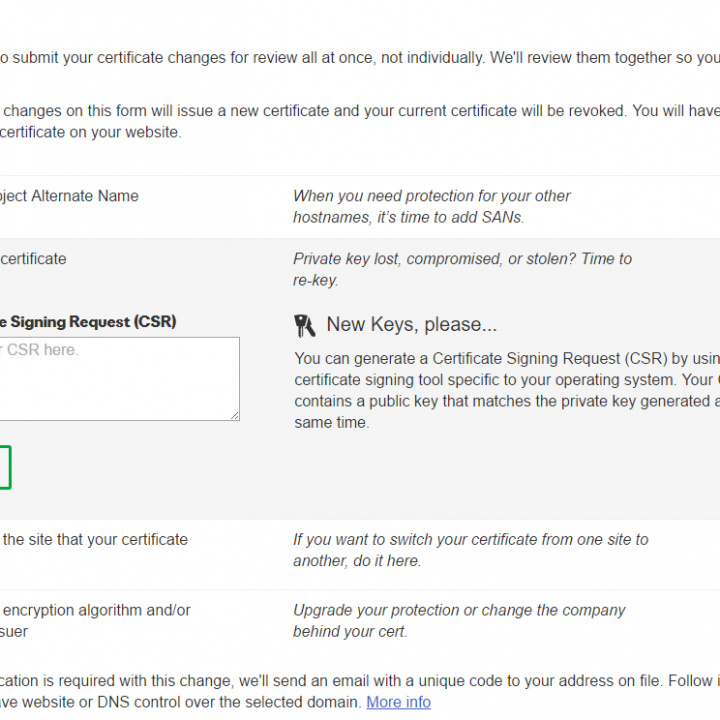 o submit your certificate changes for review all at once, not individually. We'll review them together so you
changes on this form will issue a new certificate and your current certificate will be revoked. You will have
certificate on your website.
ject Alternate Name
When you need protection for your other
hostnames, it's time to add SANs.
certificate
Private key lost, compromised, or stolen? Time to
re-key.
e Signing Request (CSR)
r CSR here.
New Keys, please...
You can generate a Certificate Signing Request (CSR) by usin
certificate signing tool specific to your operating system. Your
contains a public key that matches the private key generated a
same time.
the site that your certificate
If you want to switch your certificate from one site to
another, do it here.
encryption algorithm and/or
suer
Upgrade your protection or change the company
behind your cert.
cation is required with this change, we'll send an email with a unique code to your address on file. Follow i
ave website or DNS control over the selected domain. More info